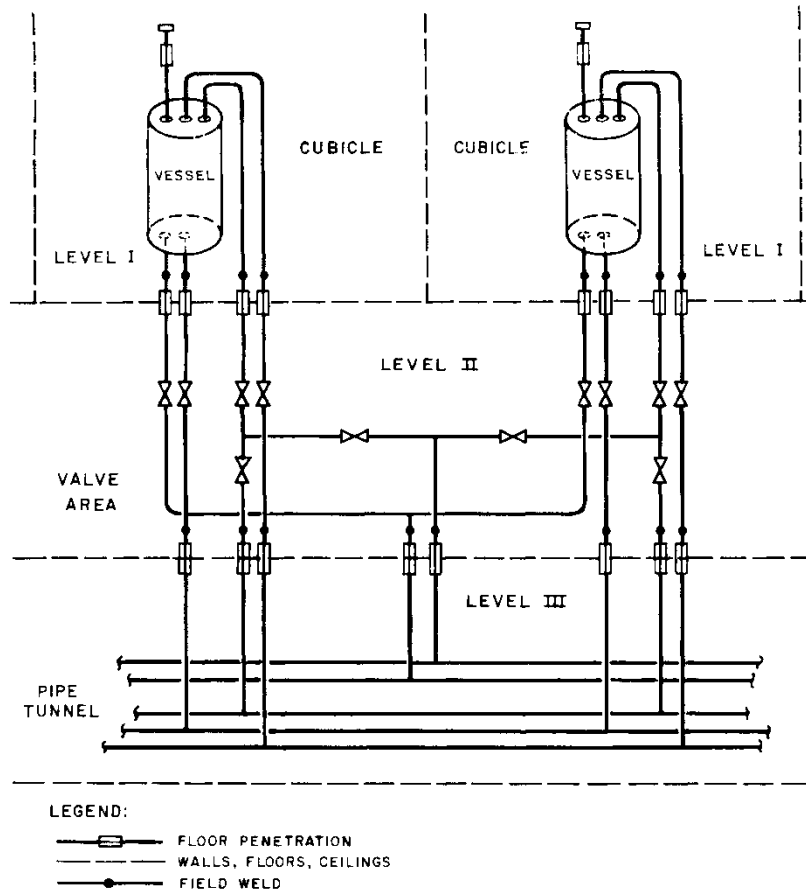 CUBICLE
CUBICLE
VESSEL
VESSEL
LEVEL I
LEVEL I
LEVEL II
VALVE
AREA
LEVEL III
PIPE
TUNNEL
LEGEND:
FLOOR PENETRATION
WALLS, FLOORS, CEILINGS
FIELD WELD